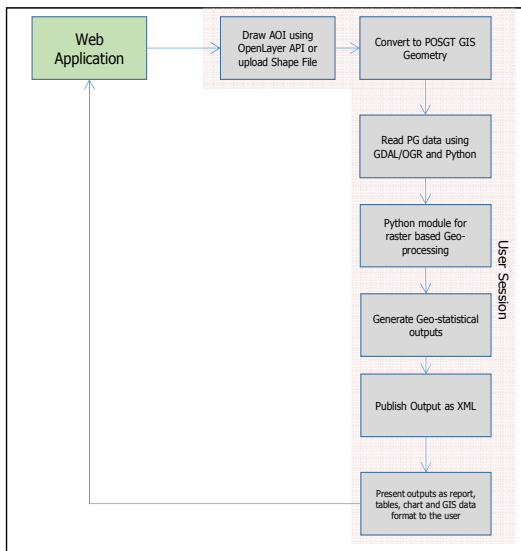 Web
Application
Draw AOI using
OpenLayer API or
upload Shape File
Convert to POSGT GIS
Geometry
Read PG data using
GDAL/OGR and Python
Python module for
raster based Geo-
processing
User Session
Generate Geo-statistical
outputs
Publish Output as XML
Present outputs as report,
tables, chart and GIS data
format to the user